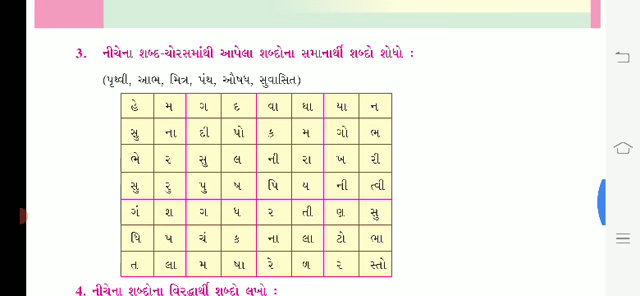 3. નીચેના શબ્દ-ચોરસમાંથી આપેલા શબ્દોના સમાનાર્થી શબ્દો શોધો :
(પૃથ્વી, આભ, મિત્ર, પંથ, ઔષધ, સુવાસિત)
હે મ ગ દ વા ધા યા ન
સુ ના દી પો ક મ ગો ભ
ભે ર સુ લ ની રા ખ રી
સુ રુ પુ ષ ષિ ય ની ત્વી
ગં શ ગ ધ ર તી ણ સુ
ધિ ષ ચં ક ના લા ટો ભા
ત લા મ ષા રે ળ ર સ્તો
4. નીચેના શબ્દોના વિરુદ્ધાર્થી શબ્દો લખો :